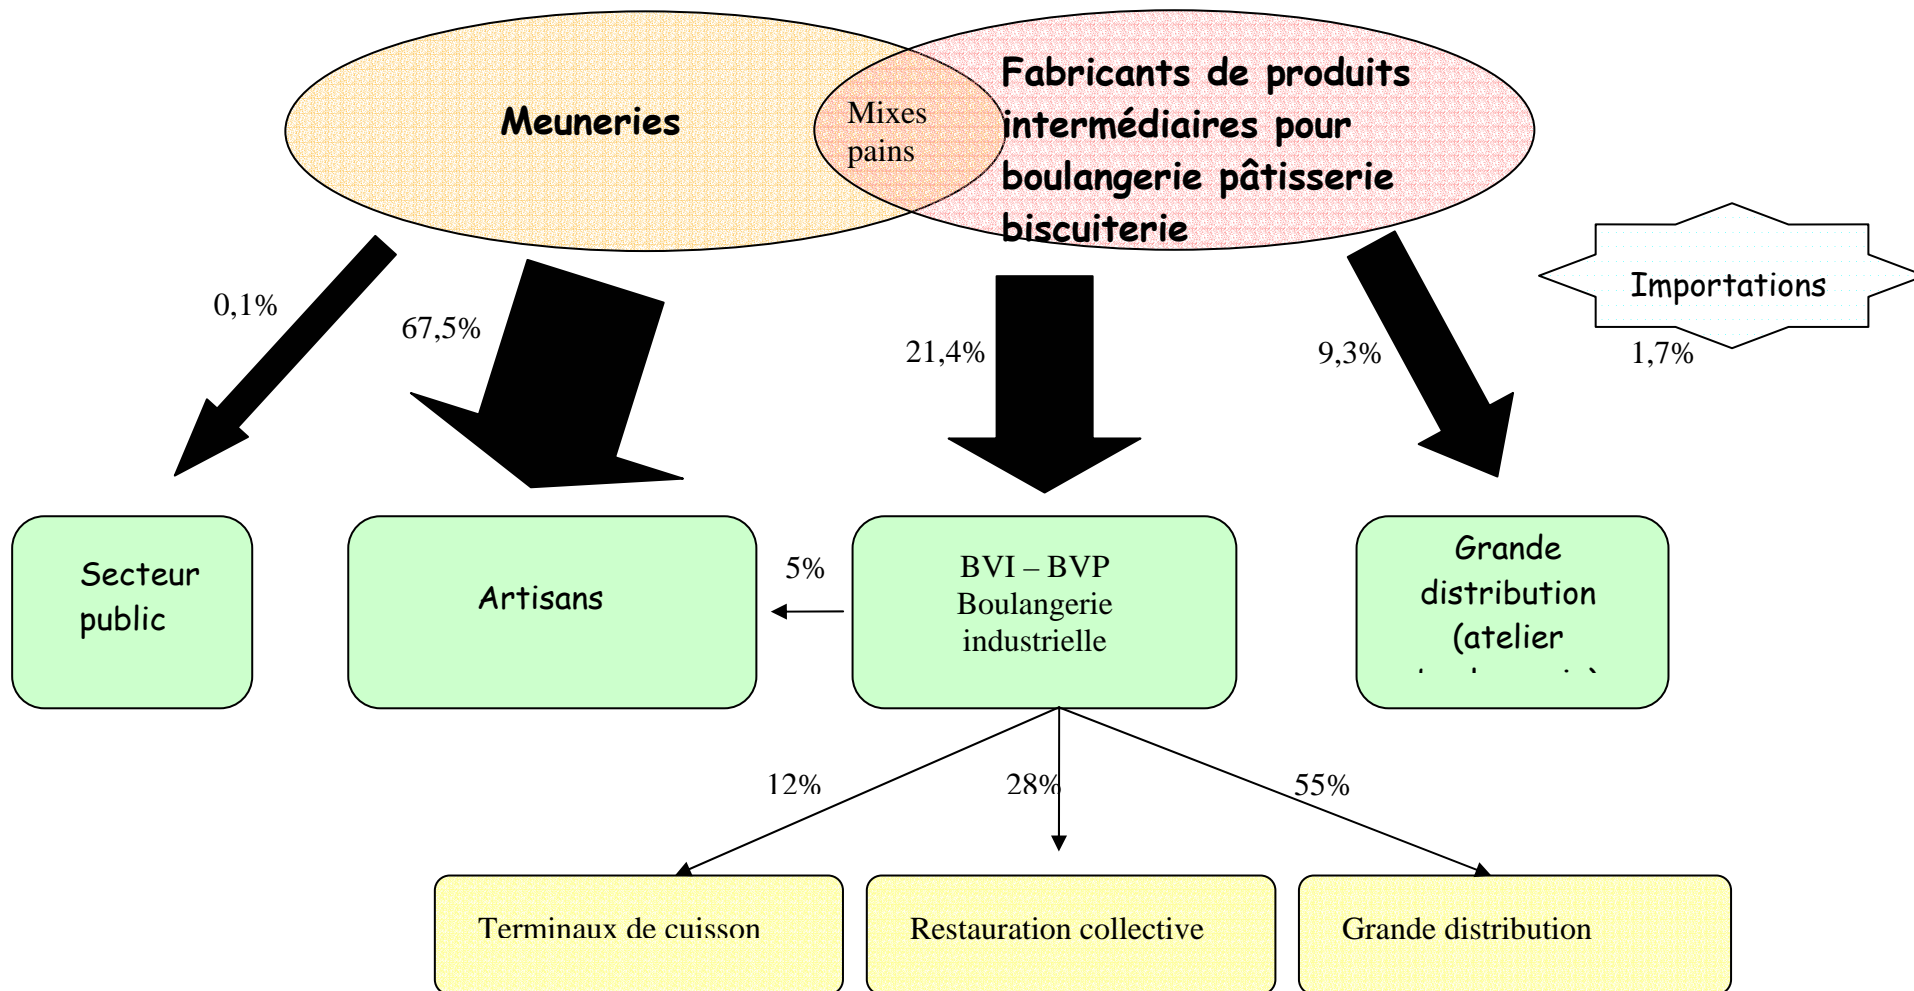 Meuneries
Mixes
pains
Fabricants de produits
intermédiaires pour
boulangerie pâtisserie
biscuiterie
Importations
0,1%
67,5%
21,4%
9,3%
1,7%
Secteur
public
Artisans
5%
BVI – BVP
Boulangerie
industrielle
Grande
distribution
(atelier
12%
28%
55%
Terminaux de cuisson
Restauration collective
Grande distribution